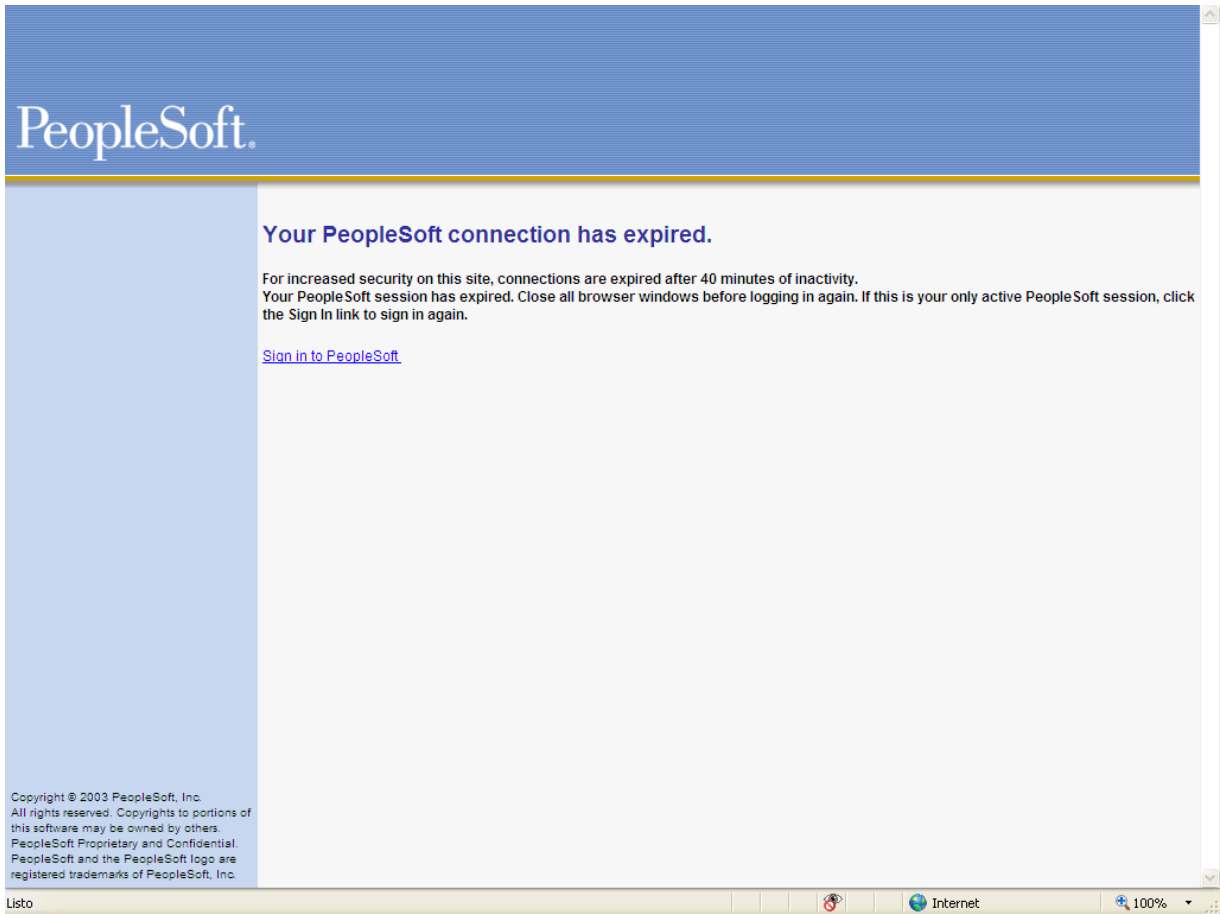 PeopleSoft®
Your PeopleSoft connection has expired.
For increased security on this site, connections are expired after 40 minutes of inactivity.
Your PeopleSoft session has expired. Close all browser windows before logging in again. If this is your only active PeopleSoft session, click
the Sign In link to sign in again.
Sign in to PeopleSoft
Copyright © 2003 PeopleSoft, Inc.
All rights reserved. Copyrights to portions of
this software may be owned by others.
PeopleSoft Proprietary and Confidential.
PeopleSoft and the PeopleSoft logo are
registered trademarks of PeopleSoft, Inc.
Listo
Internet
100%